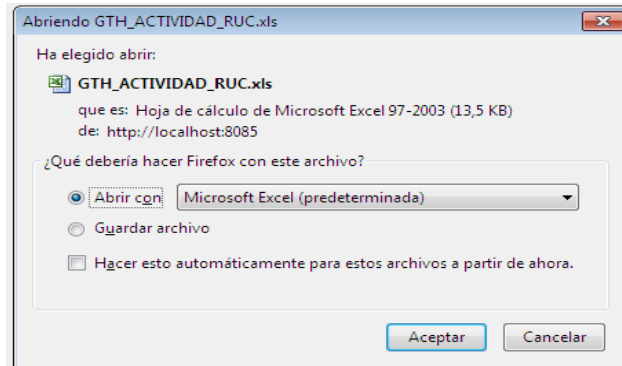 Abriendo GTH_ACTIVIDAD_RUC.xls
Ha elegido abrir:
GTH_ACTIVIDAD_RUC.xls
que es: Hoja de cálculo de Microsoft Excel 97-2003 (13,5 KB)
de: http://localhost:8085
¿Qué debería hacer Firefox con este archivo?
Abrir con Microsoft Excel (predeterminada)
Guardar archivo
Hacer esto automáticamente para estos archivos a partir de ahora.
Aceptar Cancelar